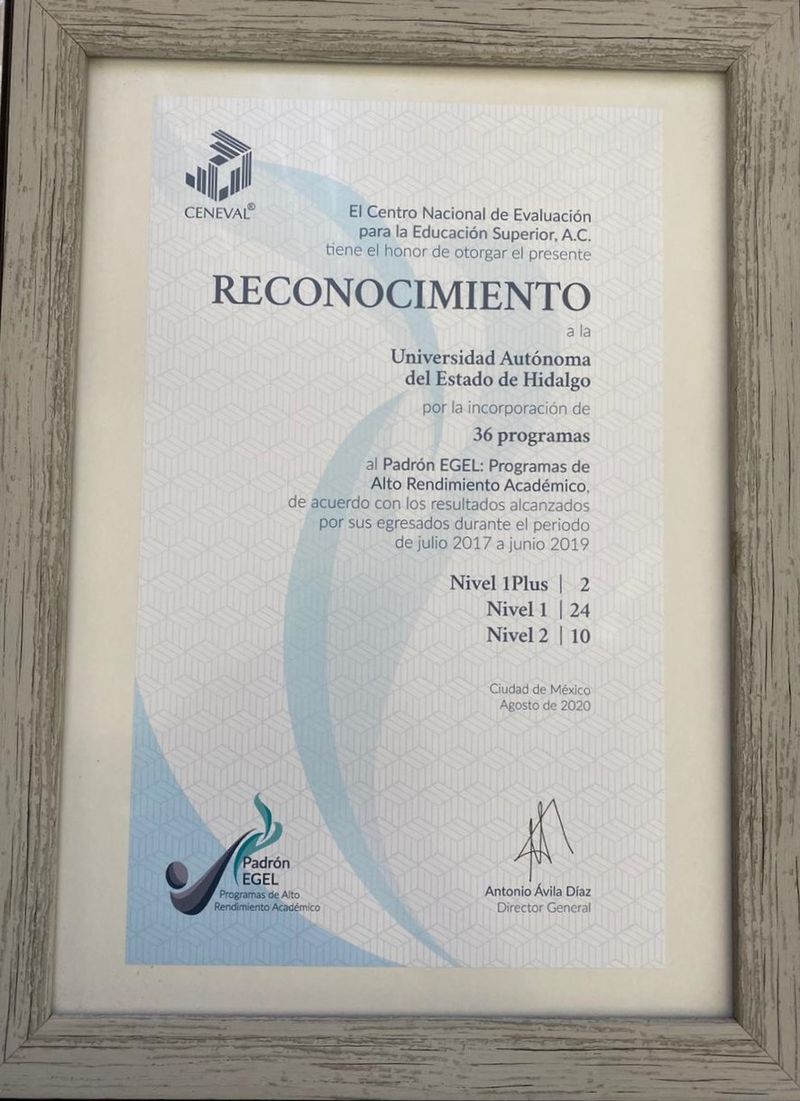 CENEVAL®
El Centro Nacional de Evaluación
para la Educación Superior, A.C.
tiene el honor de otorgar el presente
RECONOCIMIENTO
a la
Universidad Autónoma
del Estado de Hidalgo
por la incorporación de
36 programas
al Padrón EGEL: Programas de
Alto Rendimiento Académico,
de acuerdo con los resultados alcanzados
por sus egresados durante el periodo
de julio 2017 a junio 2019
Nivel 1Plus | 2
Nivel 1 | 24
Nivel 2 | 10
Ciudad de México
Agosto de 2020
Padrón
EGEL
Programas de Alto
Rendimiento Académico
Antonio Ávila Díaz
Director General